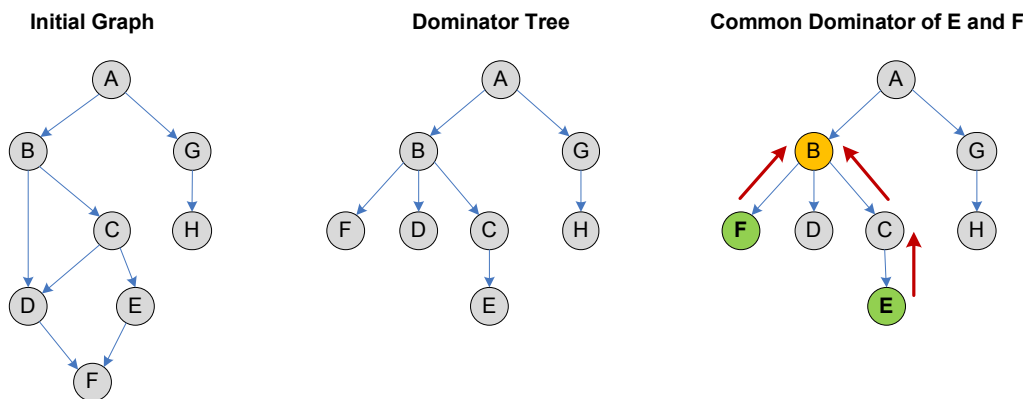 Initial Graph
A
B
G
C
H
D
E
F
Dominator Tree
A
B
G
F
D
C
H
E
Common Dominator of E and F
A
B
G
F
D
C
H
E